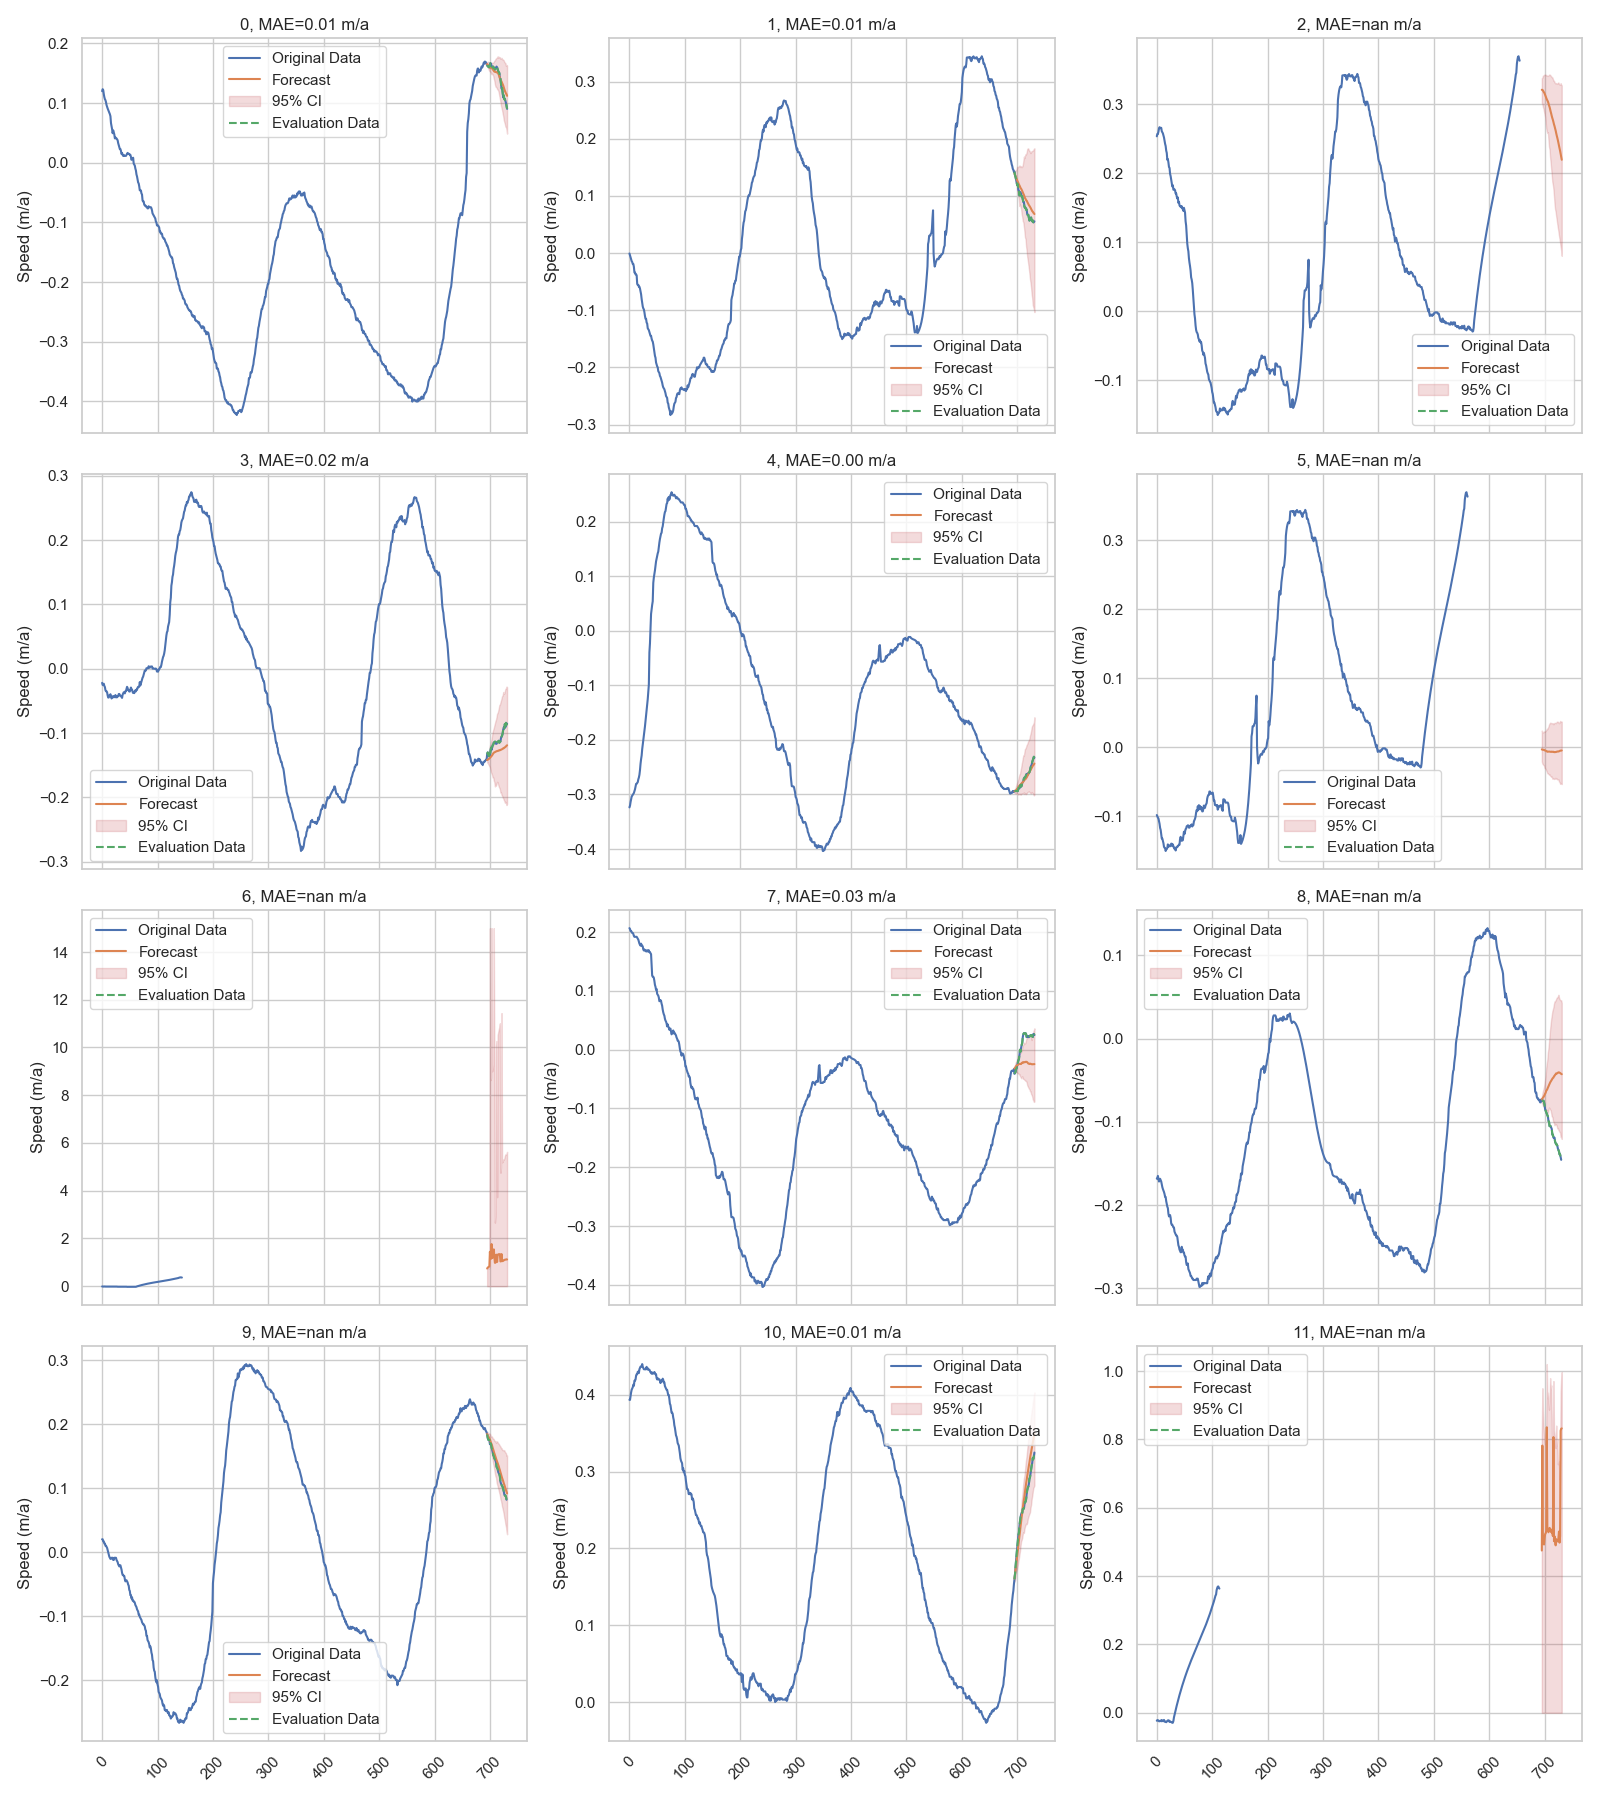 0, MAE=0.01 m/a
0.2
0.1
0.0
−0.1
−0.2
−0.3
−0.4
Speed (m/a)
Original Data
Forecast
95% CI
Evaluation Data
1, MAE=0.01 m/a
0.3
0.2
0.1
0.0
−0.1
−0.2
−0.3
Speed (m/a)
Original Data
Forecast
95% CI
Evaluation Data
2, MAE=nan m/a
0.3
0.2
0.1
0.0
−0.1
Speed (m/a)
Original Data
Forecast
95% CI
Evaluation Data
3, MAE=0.02 m/a
0.3
0.2
0.1
0.0
−0.1
−0.2
−0.3
Speed (m/a)
Original Data
Forecast
95% CI
Evaluation Data
4, MAE=0.00 m/a
0.2
0.1
0.0
−0.1
−0.2
−0.3
−0.4
Speed (m/a)
Original Data
Forecast
95% CI
Evaluation Data
5, MAE=nan m/a
0.3
0.2
0.1
0.0
−0.1
Speed (m/a)
Original Data
Forecast
95% CI
Evaluation Data
6, MAE=nan m/a
14
12
10
8
6
4
2
0
Speed (m/a)
Original Data
Forecast
95% CI
Evaluation Data
7, MAE=0.03 m/a
0.2
0.1
0.0
−0.1
−0.2
−0.3
−0.4
Speed (m/a)
Original Data
Forecast
95% CI
Evaluation Data
8, MAE=nan m/a
0.1
0.0
−0.1
−0.2
−0.3
Speed (m/a)
Original Data
Forecast
95% CI
Evaluation Data
9, MAE=nan m/a
0.3
0.2
0.1
0.0
−0.1
−0.2
Speed (m/a)
Original Data
Forecast
95% CI
Evaluation Data
0 100 200 300 400 500 600 700
10, MAE=0.01 m/a
0.4
0.3
0.2
0.1
0.0
Speed (m/a)
Original Data
Forecast
95% CI
Evaluation Data
0 100 200 300 400 500 600 700
11, MAE=nan m/a
1.0
0.8
0.6
0.4
0.2
0.0
Speed (m/a)
Original Data
Forecast
95% CI
Evaluation Data
0 100 200 300 400 500 600 700